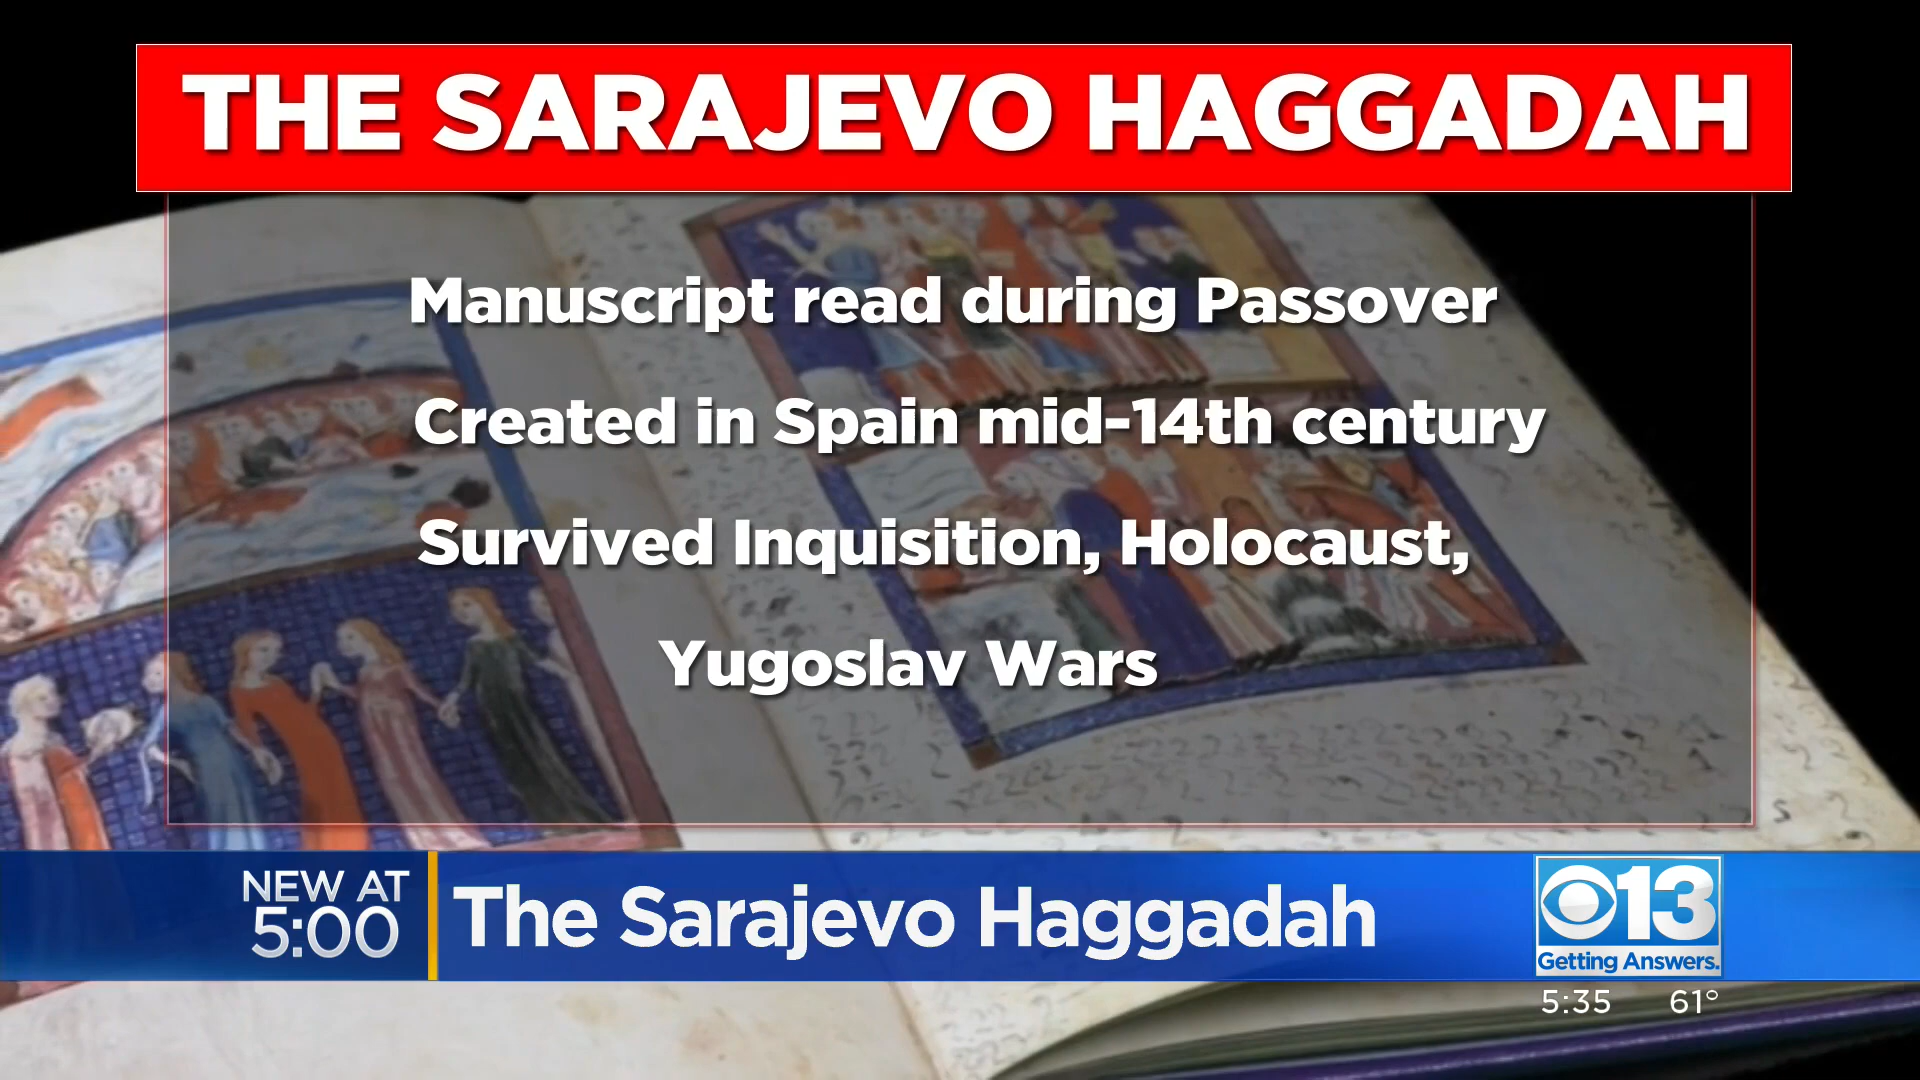 THE SARAJEVO HAGGADAH
Manuscript read during Passover
Created in Spain mid-14th century
Survived Inquisition, Holocaust,
Yugoslav Wars
NEW AT
5:00
The Sarajevo Haggadah
13
Getting Answers.
5:35 61°